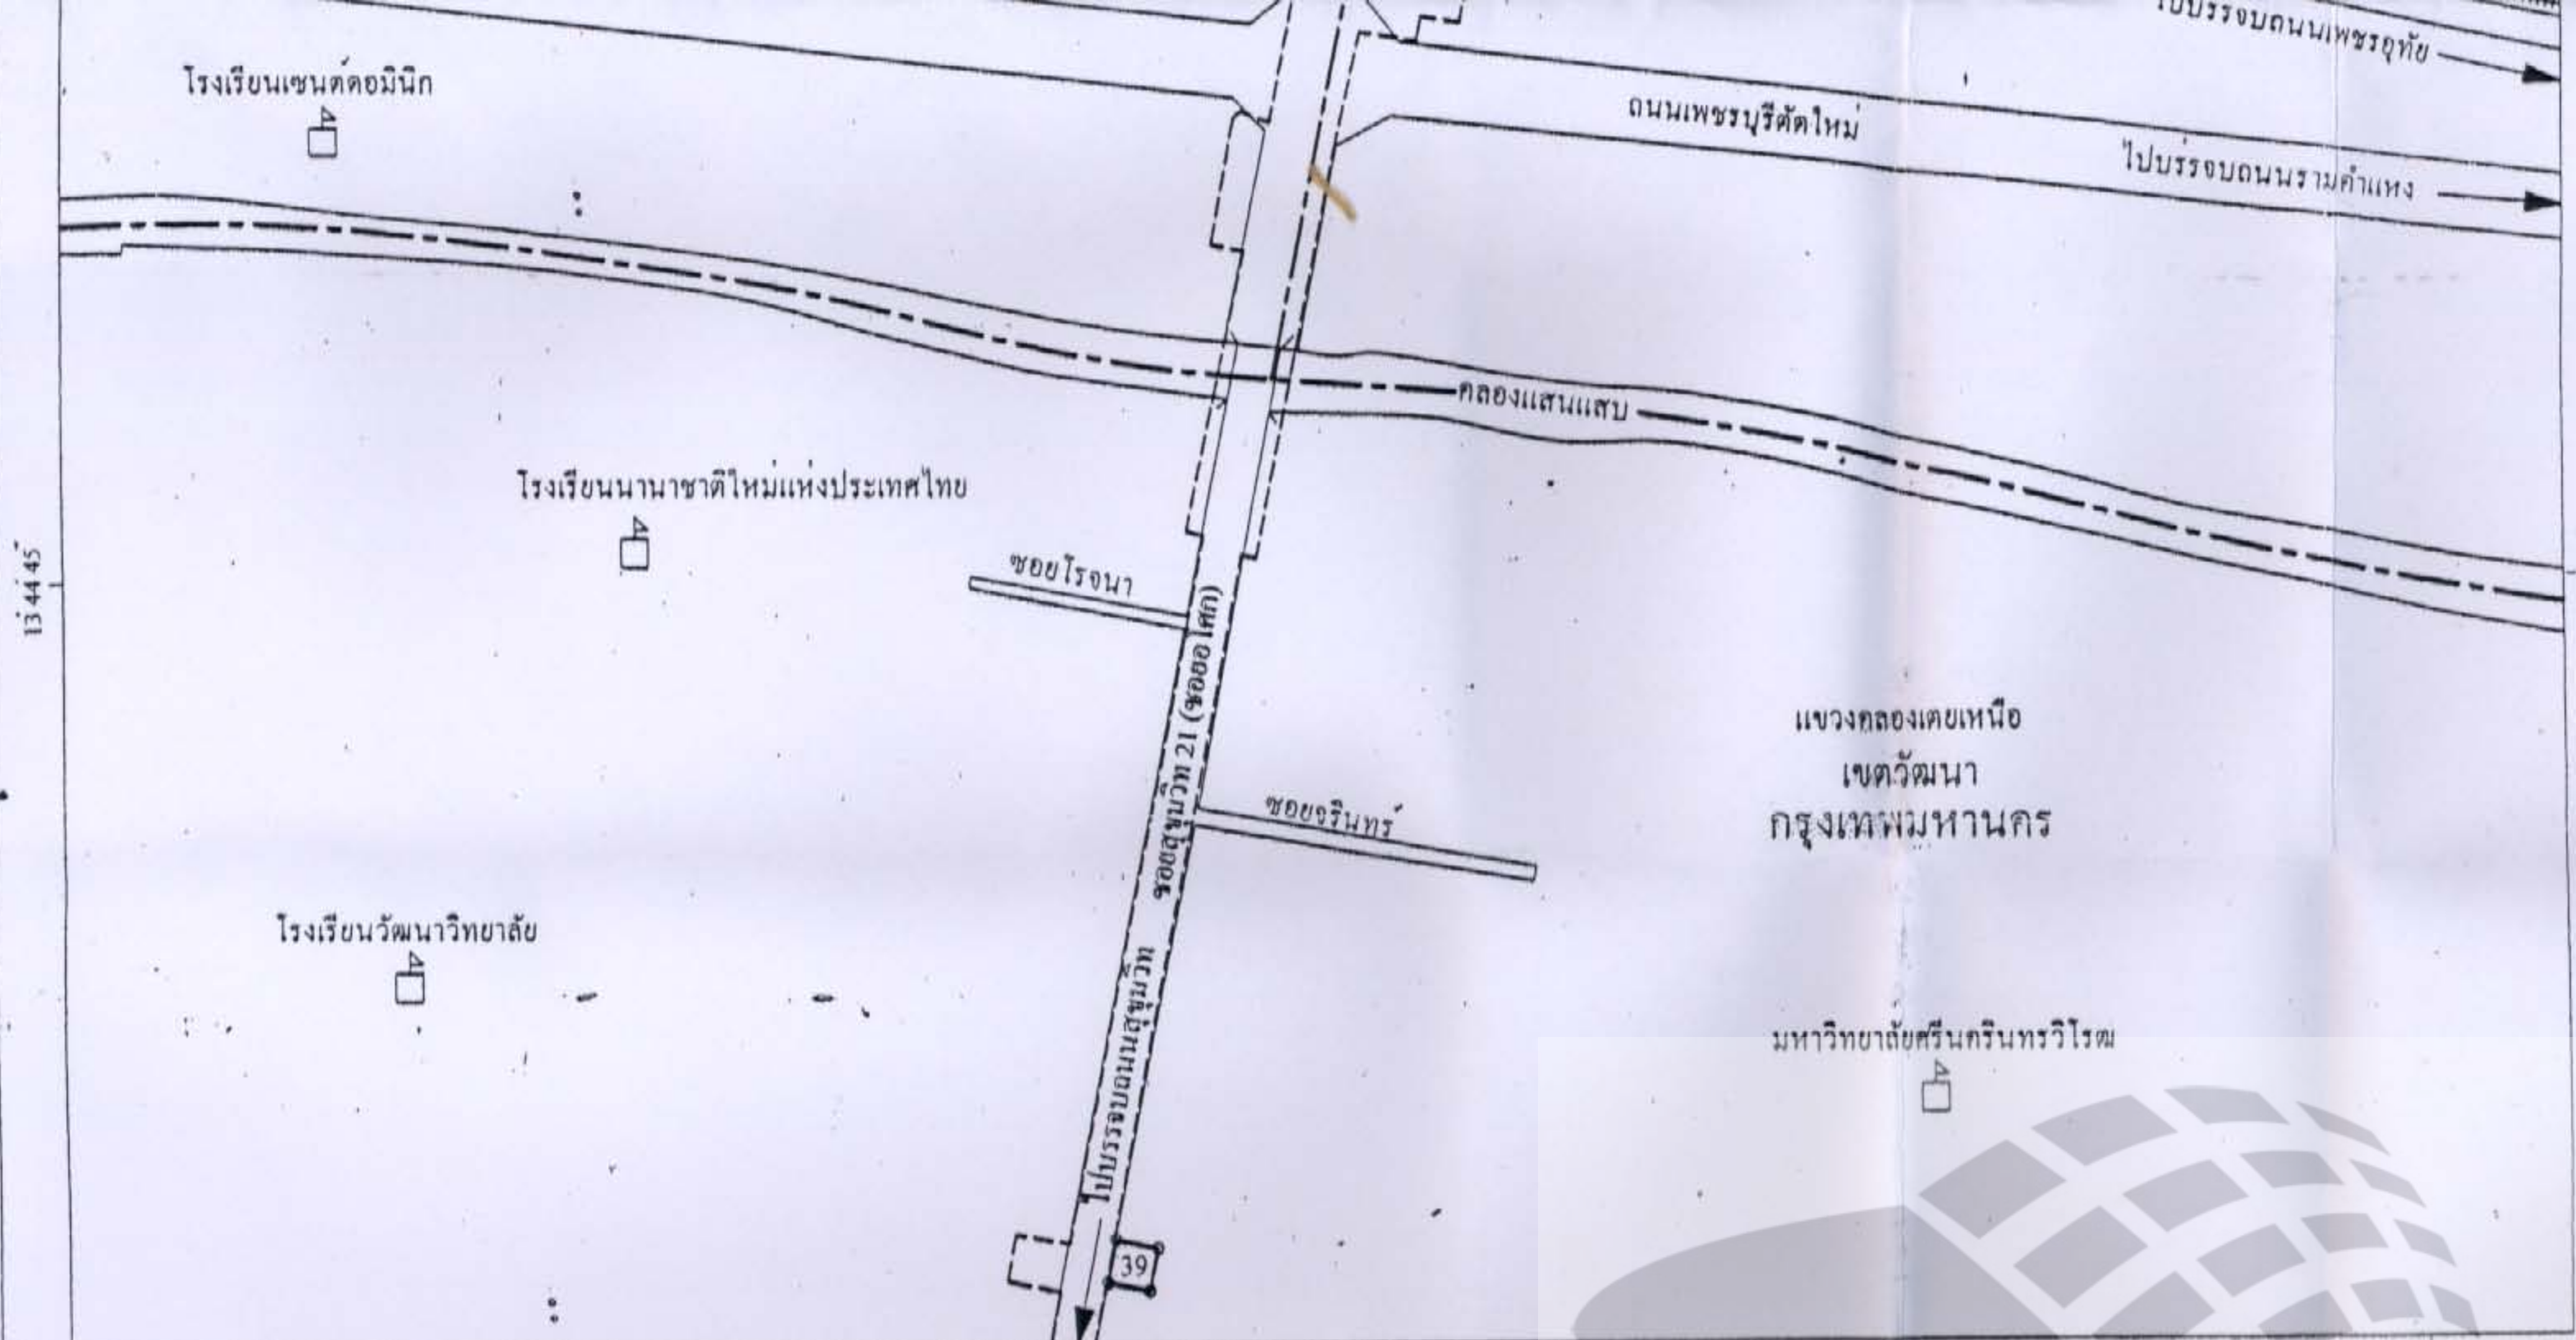 ไปบรรจบถนนเพชรอุทัย
โรงเรียนเซนต์ดอมินิก
ถนนเพชรบุรีตัดใหม่
ไปบรรจบถนนรามคำแหง
คลองแสนแสบ
โรงเรียนนานาชาติใหม่แห่งประเทศไทย
13 44 45
ซอยโรจนา
ซอยสุขุมวิท 21 (ซอยอโศก)
แขวงคลองเตยเหนือ
เขตวัฒนา
กรุงเทพมหานคร
ซอยจรินทร์
โรงเรียนวัฒนาวิทยาลัย
ไปบรรจบถนนสุขุมวิท
มหาวิทยาลัยศรีนครินทรวิโรฒ
39